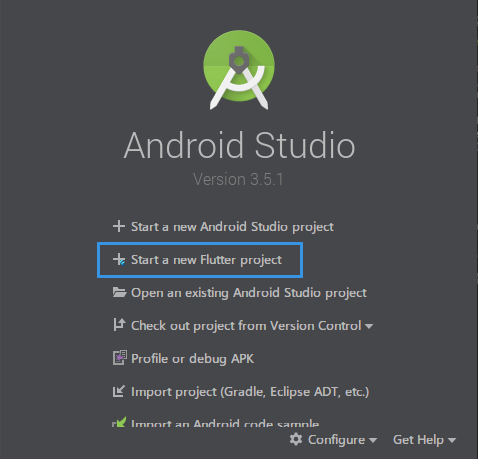 Android Studio
Version 3.5.1
Start a new Android Studio project
Start a new Flutter project
Open an existing Android Studio project
Check out project from Version Control
Profile or debug APK
Import project (Gradle, Eclipse ADT, etc.)
Import an Android code sample
Configure Get Help